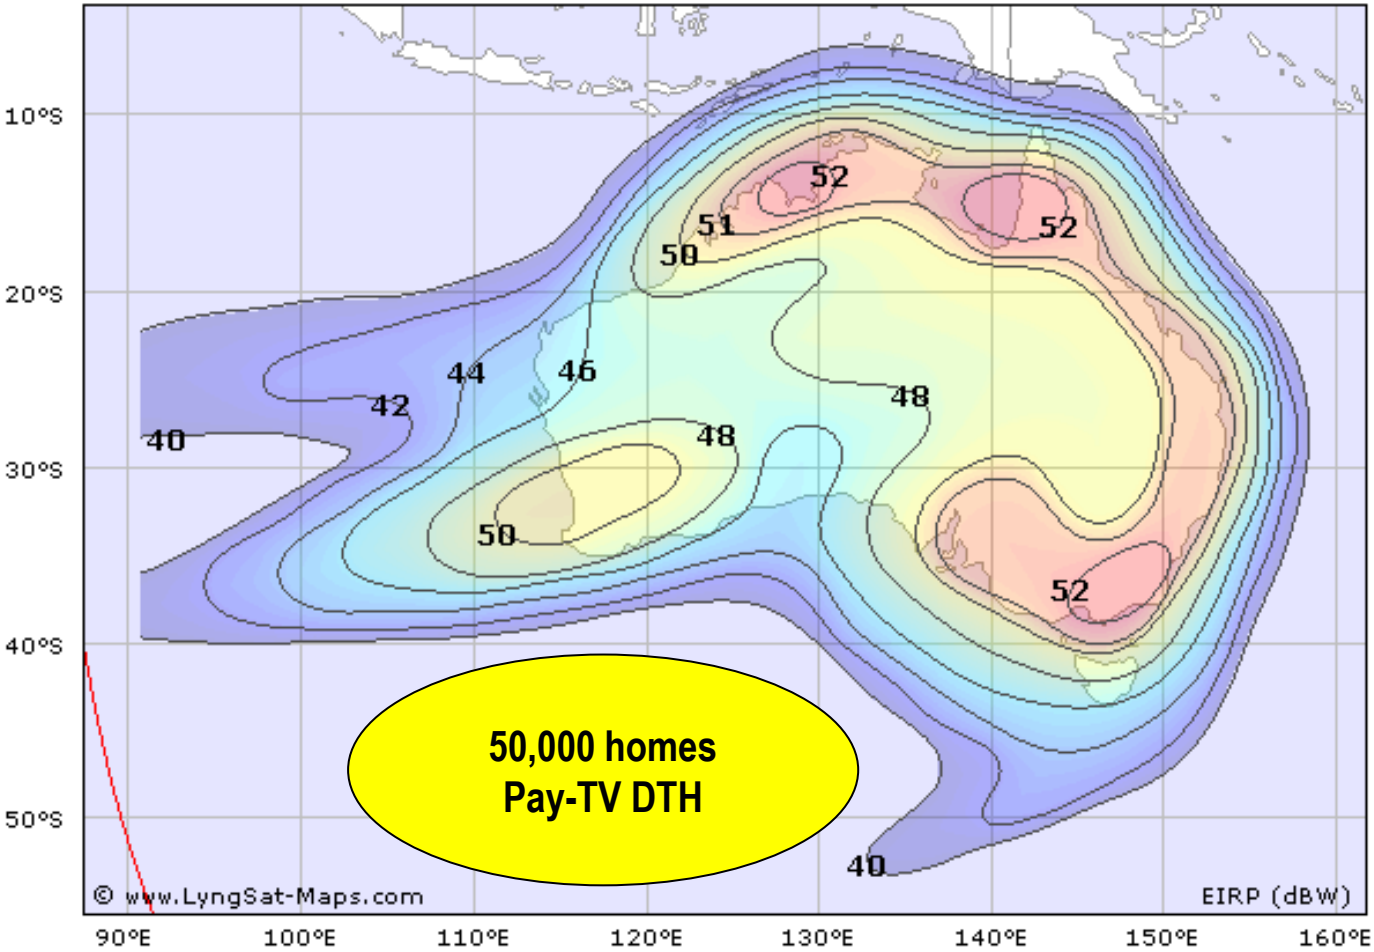 10°S
52
51
52
50
20°S
44
46
42
48
40
48
30°S
50
52
40°S
50,000 homes
Pay-TV DTH
50°S
40
© www.LyngSat-Maps.com
EIRP (dBW)
90°E 100°E 110°E 120°E 130°E 140°E 150°E 160°E